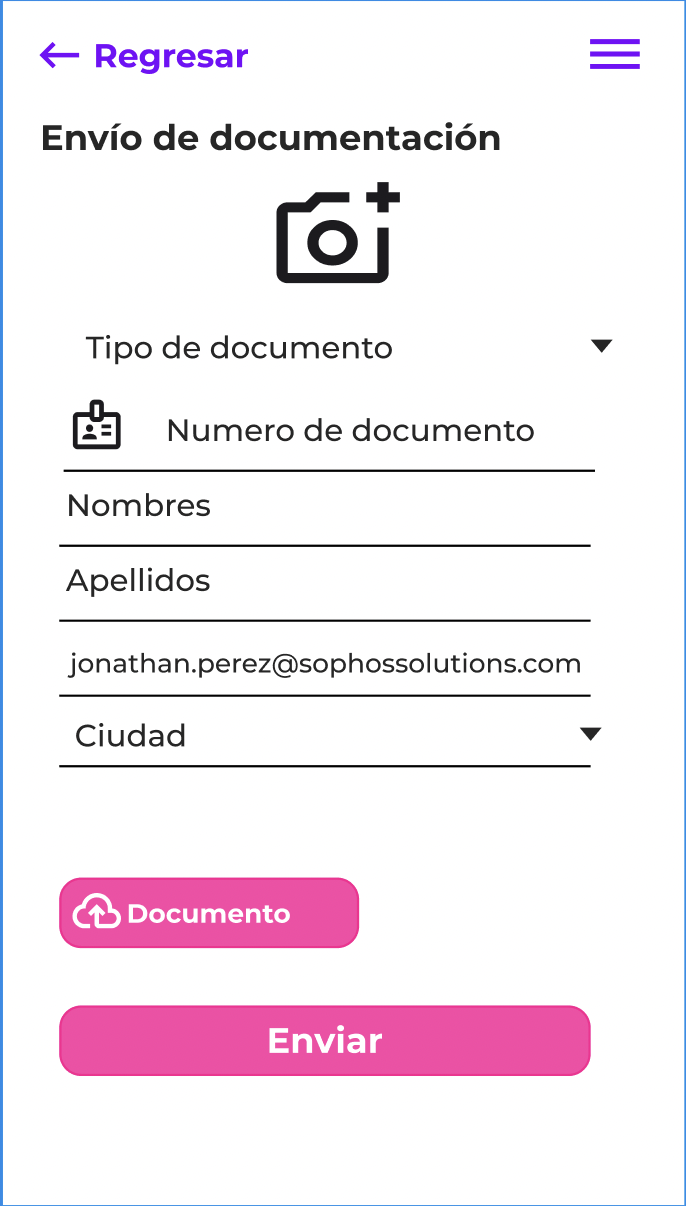 Regresar
Envío de documentación
Tipo de documento
Numero de documento
Nombres
Apellidos
jonathan.perez@sophossolutions.com
Ciudad
Documento
Enviar